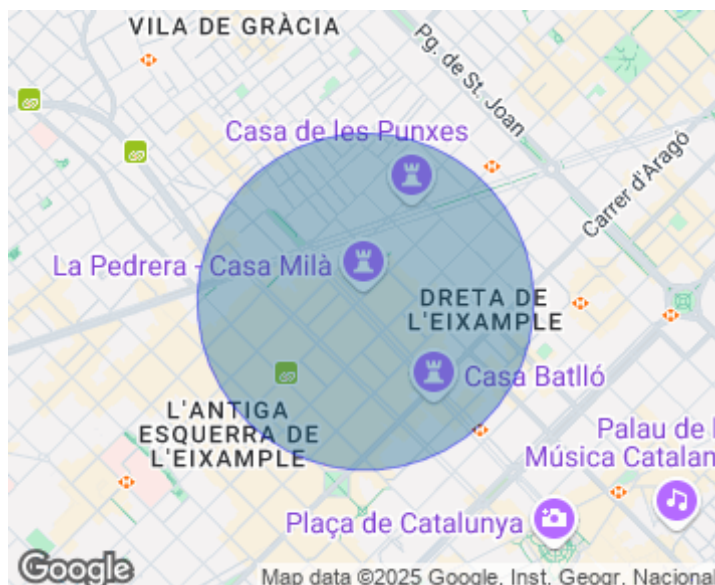 VILA DE GRÀCIA
Pg. de St. Joan
Casa de les Punxes
Carrer d'Aragó
La Pedrera - Casa Milà
DRETA DE
L'EIXAMPLE
Casa Batlló
L'ANTIGA
ESQUERRA DE
L'EIXAMPLE
Palau de
Música Catalan
Plaça de Catalunya
Google
Map data ©2025 Google, Inst. Geogr. Nacional